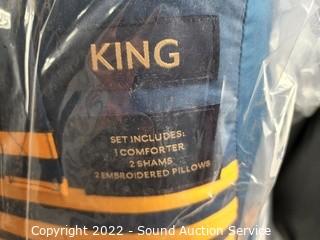 KING
SET INCLUDES:
1 COMFORTER
2 SHAMS
2 EMBROIDERED PILLOWS
Copyright 2022 - Sound Auction Service